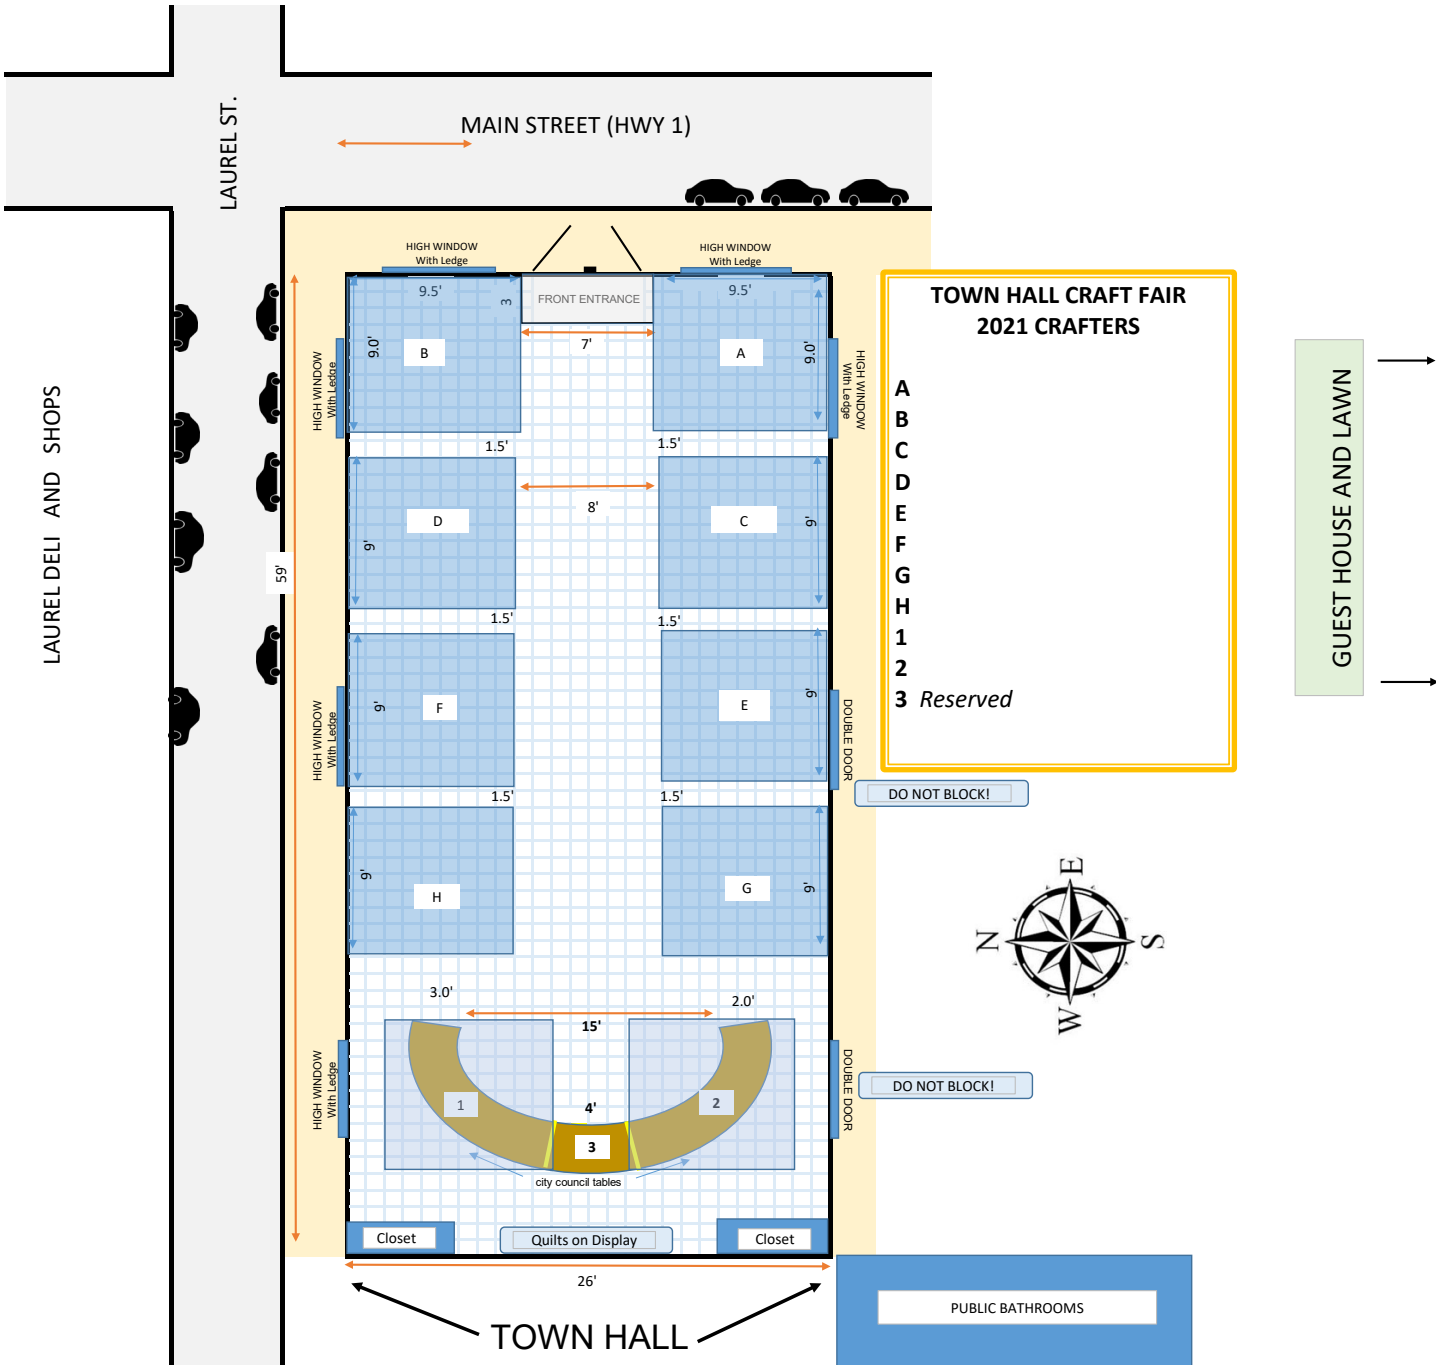 LAUREL ST.
MAIN STREET (HWY 1)
LAUREL DELI AND SHOPS
HIGH WINDOW
With Ledge
HIGH WINDOW
With Ledge
9.5'
3
FRONT ENTRANCE
9.5'
7'
9.0'
B
A
9.0'
HIGH WINDOW
With Ledge
HIGH WINDOW
With Ledge
1.5'
1.5'
8'
D
C
9'
9'
59'
1.5'
1.5'
F
E
9'
9'
HIGH WINDOW
With Ledge
DOUBLE DOOR
DO NOT BLOCK!
1.5'
1.5'
H
G
9'
9'
3.0'
2.0'
15'
1
2
4'
3
city council tables
HIGH WINDOW
With Ledge
DOUBLE DOOR
DO NOT BLOCK!
Closet
Quilts on Display
Closet
26'
TOWN HALL
PUBLIC BATHROOMS
TOWN HALL CRAFT FAIR
2021 CRAFTERS
A
B
C
D
E
F
G
H
1
2
3 Reserved
GUEST HOUSE AND LAWN
E
N
S
W